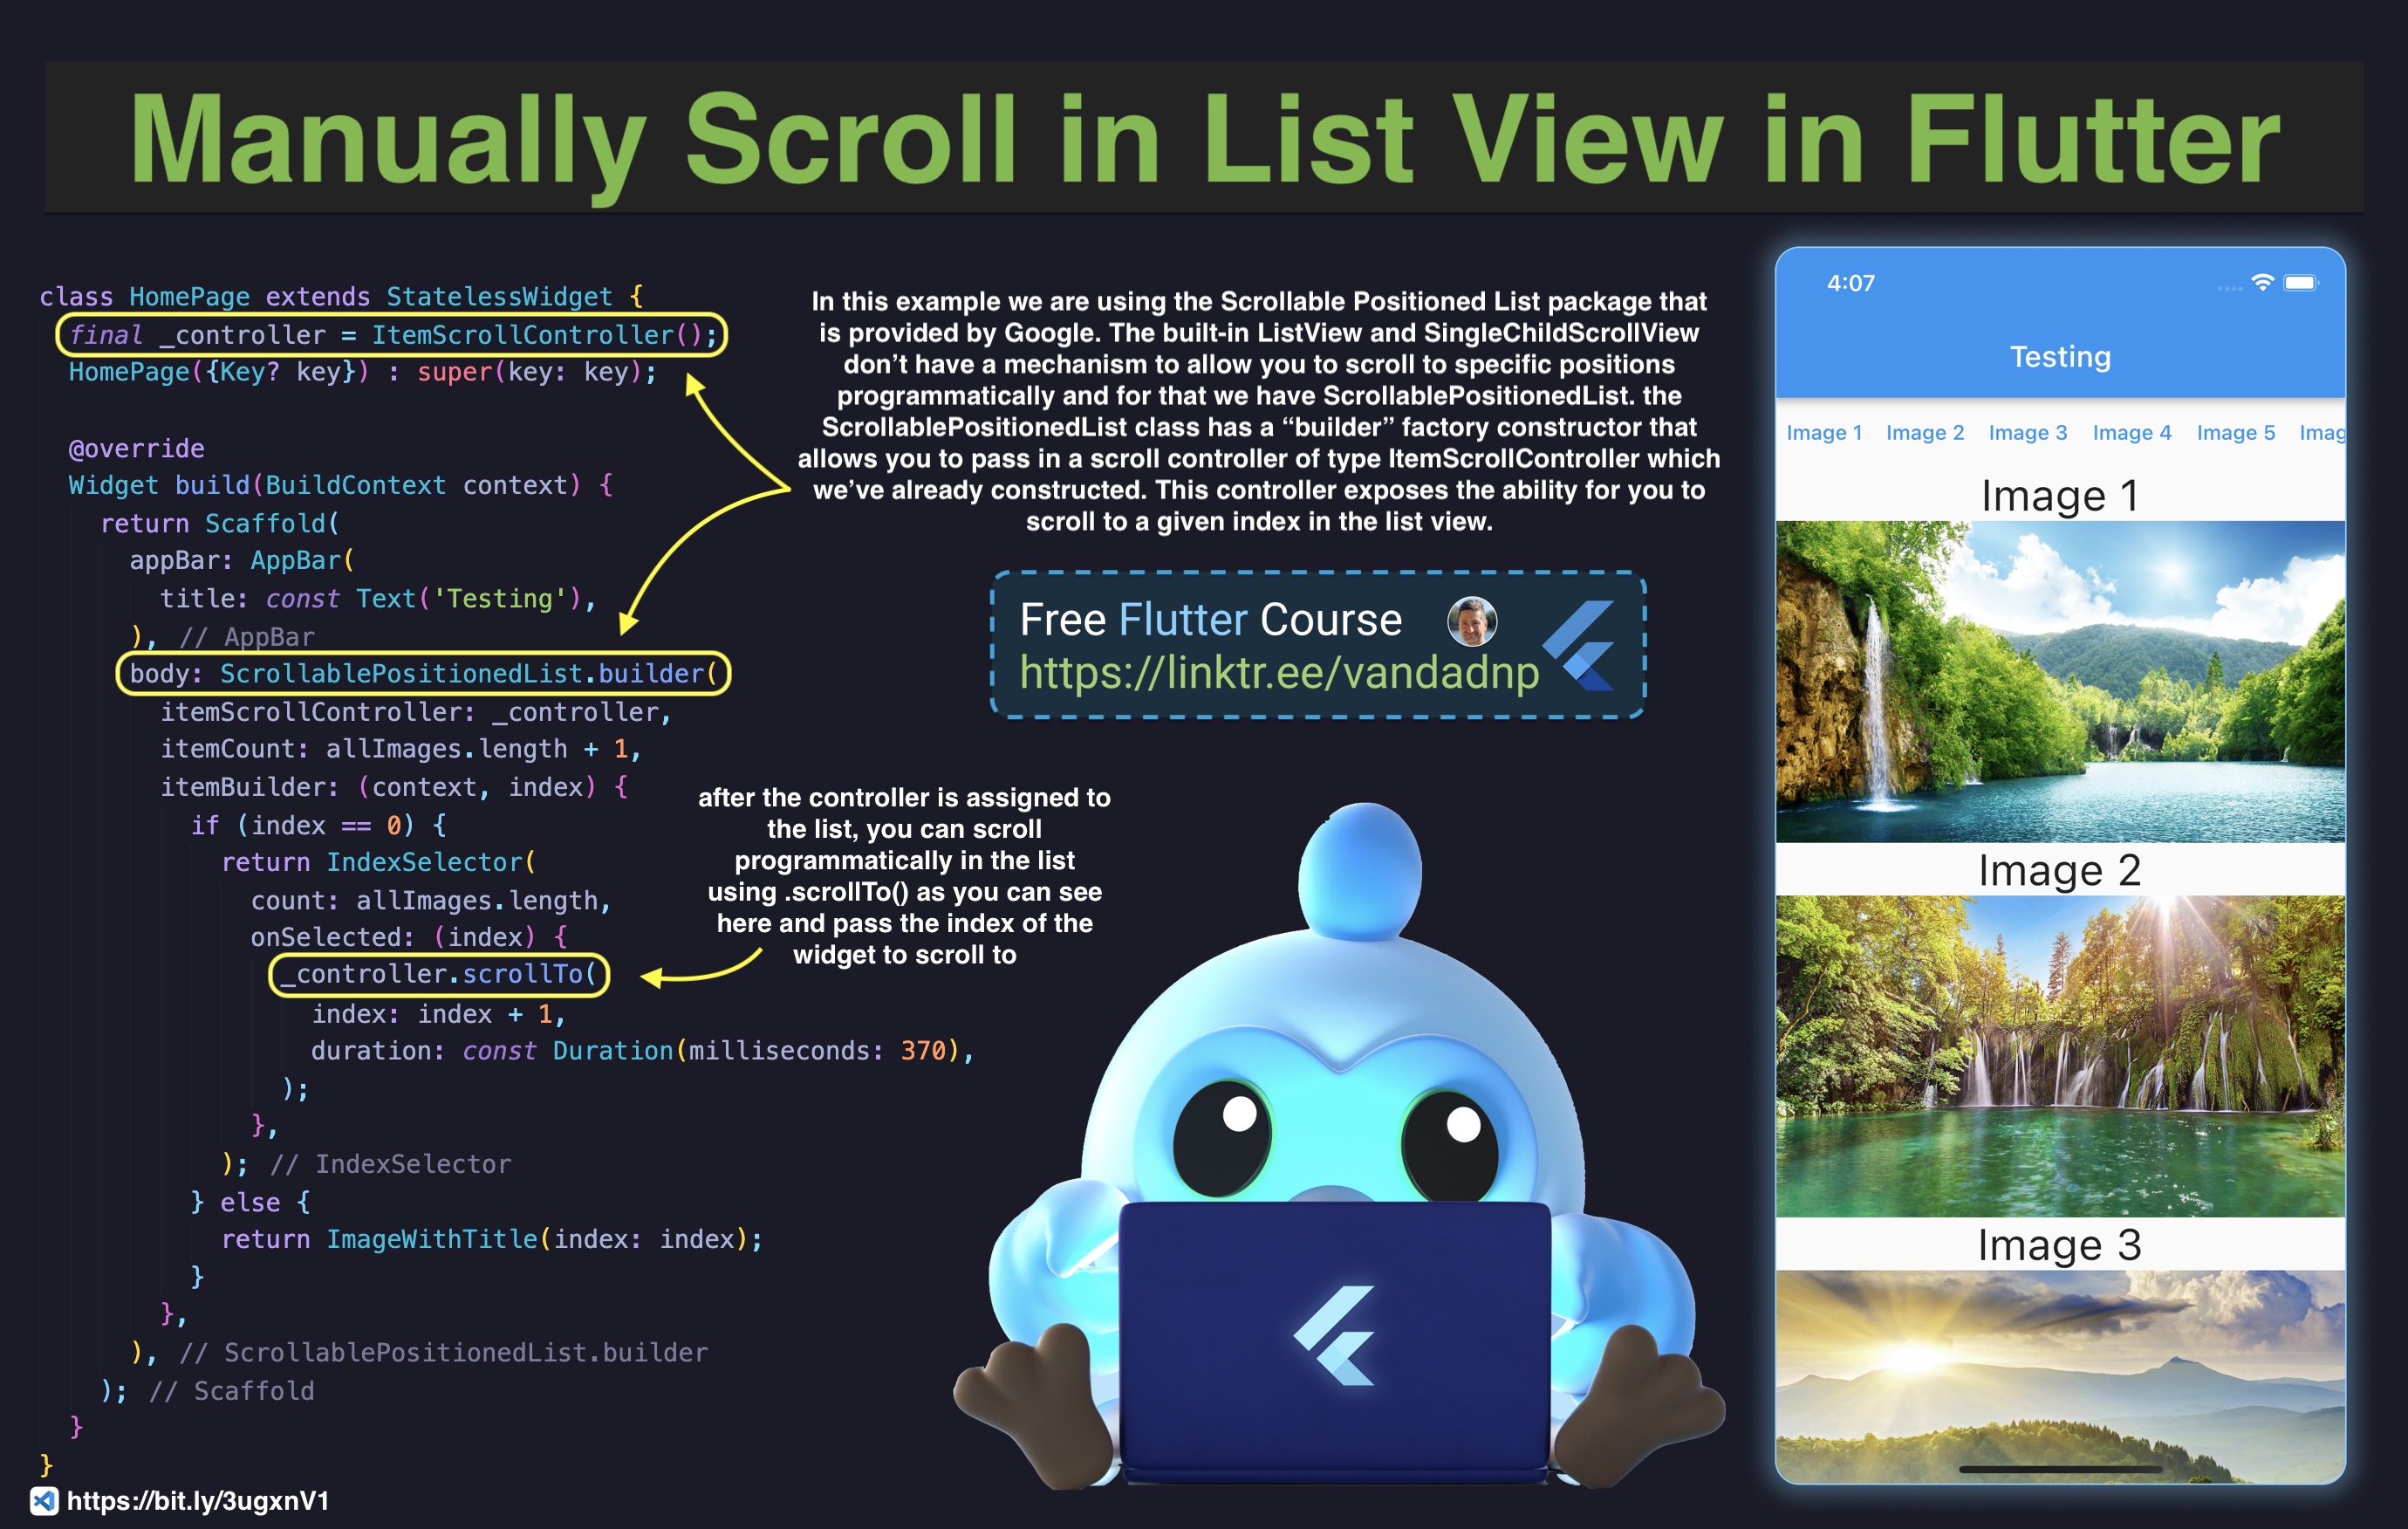 Manually Scroll in List View in Flutter
class HomePage extends StatelessWidget {
final _controller = ItemScrollController();
HomePage({Key? key}) : super(key: key);
@override
Widget build(BuildContext context) {
return Scaffold(
appBar: AppBar(
title: const Text('Testing'),
), // AppBar
body: ScrollablePositionedList.builder(
itemScrollController: _controller,
itemCount: allImages.length + 1,
itemBuilder: (context, index) {
if (index == 0) {
return IndexSelector(
count: allImages.length,
onSelected: (index) {
_controller.scrollTo(
index: index + 1,
duration: const Duration(milliseconds: 370),
);
},
); // IndexSelector
} else {
return ImageWithTitle(index: index);
}
},
), // ScrollablePositionedList.builder
); // Scaffold
}
}
https://bit.ly/3ugxnV1
In this example we are using the Scrollable Positioned List package that
is provided by Google. The built-in ListView and SingleChildScrollView
don’t have a mechanism to allow you to scroll to specific positions
programmatically and for that we have ScrollablePositionedList. the
ScrollablePositionedList class has a “builder” factory constructor that
allows you to pass in a scroll controller of type ItemScrollController which
we’ve already constructed. This controller exposes the ability for you to
scroll to a given index in the list view.
Free Flutter Course
https://linktr.ee/vandadnp
after the controller is assigned to
the list, you can scroll
programmatically in the list
using .scrollTo() as you can see
here and pass the index of the
widget to scroll to
4:07
Testing
Image 1 Image 2 Image 3 Image 4 Image 5 Imag
Image 1
Image 2
Image 3